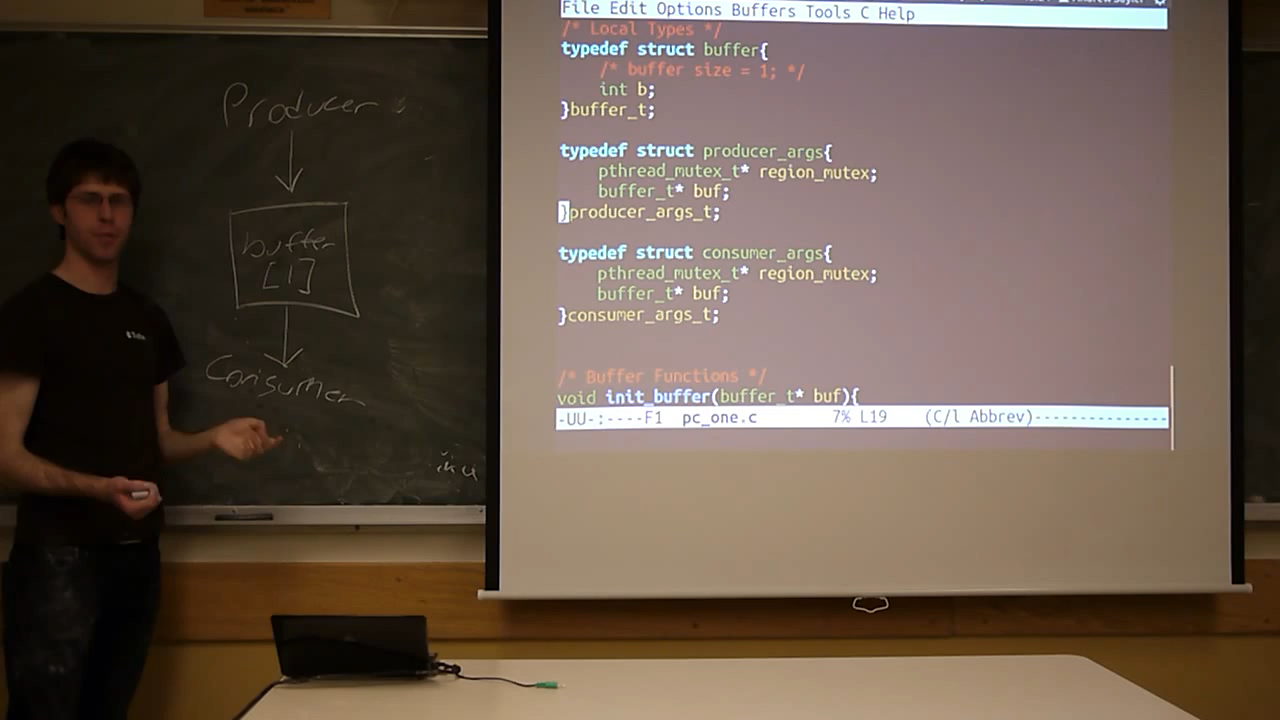 Producer
buffer
[1]
Consumer
File Edit Options Buffers Tools C Help
/* Local Types */
typedef struct buffer{
/* buffer size = 1; */
int b;
}buffer_t;
typedef struct producer_args{
pthread_mutex_t* region_mutex;
buffer_t* buf;
}producer_args_t;
typedef struct consumer_args{
pthread_mutex_t* region_mutex;
buffer_t* buf;
}consumer_args_t;
/* Buffer Functions */
void init_buffer(buffer_t* buf){
-UU-:----F1 pc_one.c 7% L19 (C/l Abbrev)----------------